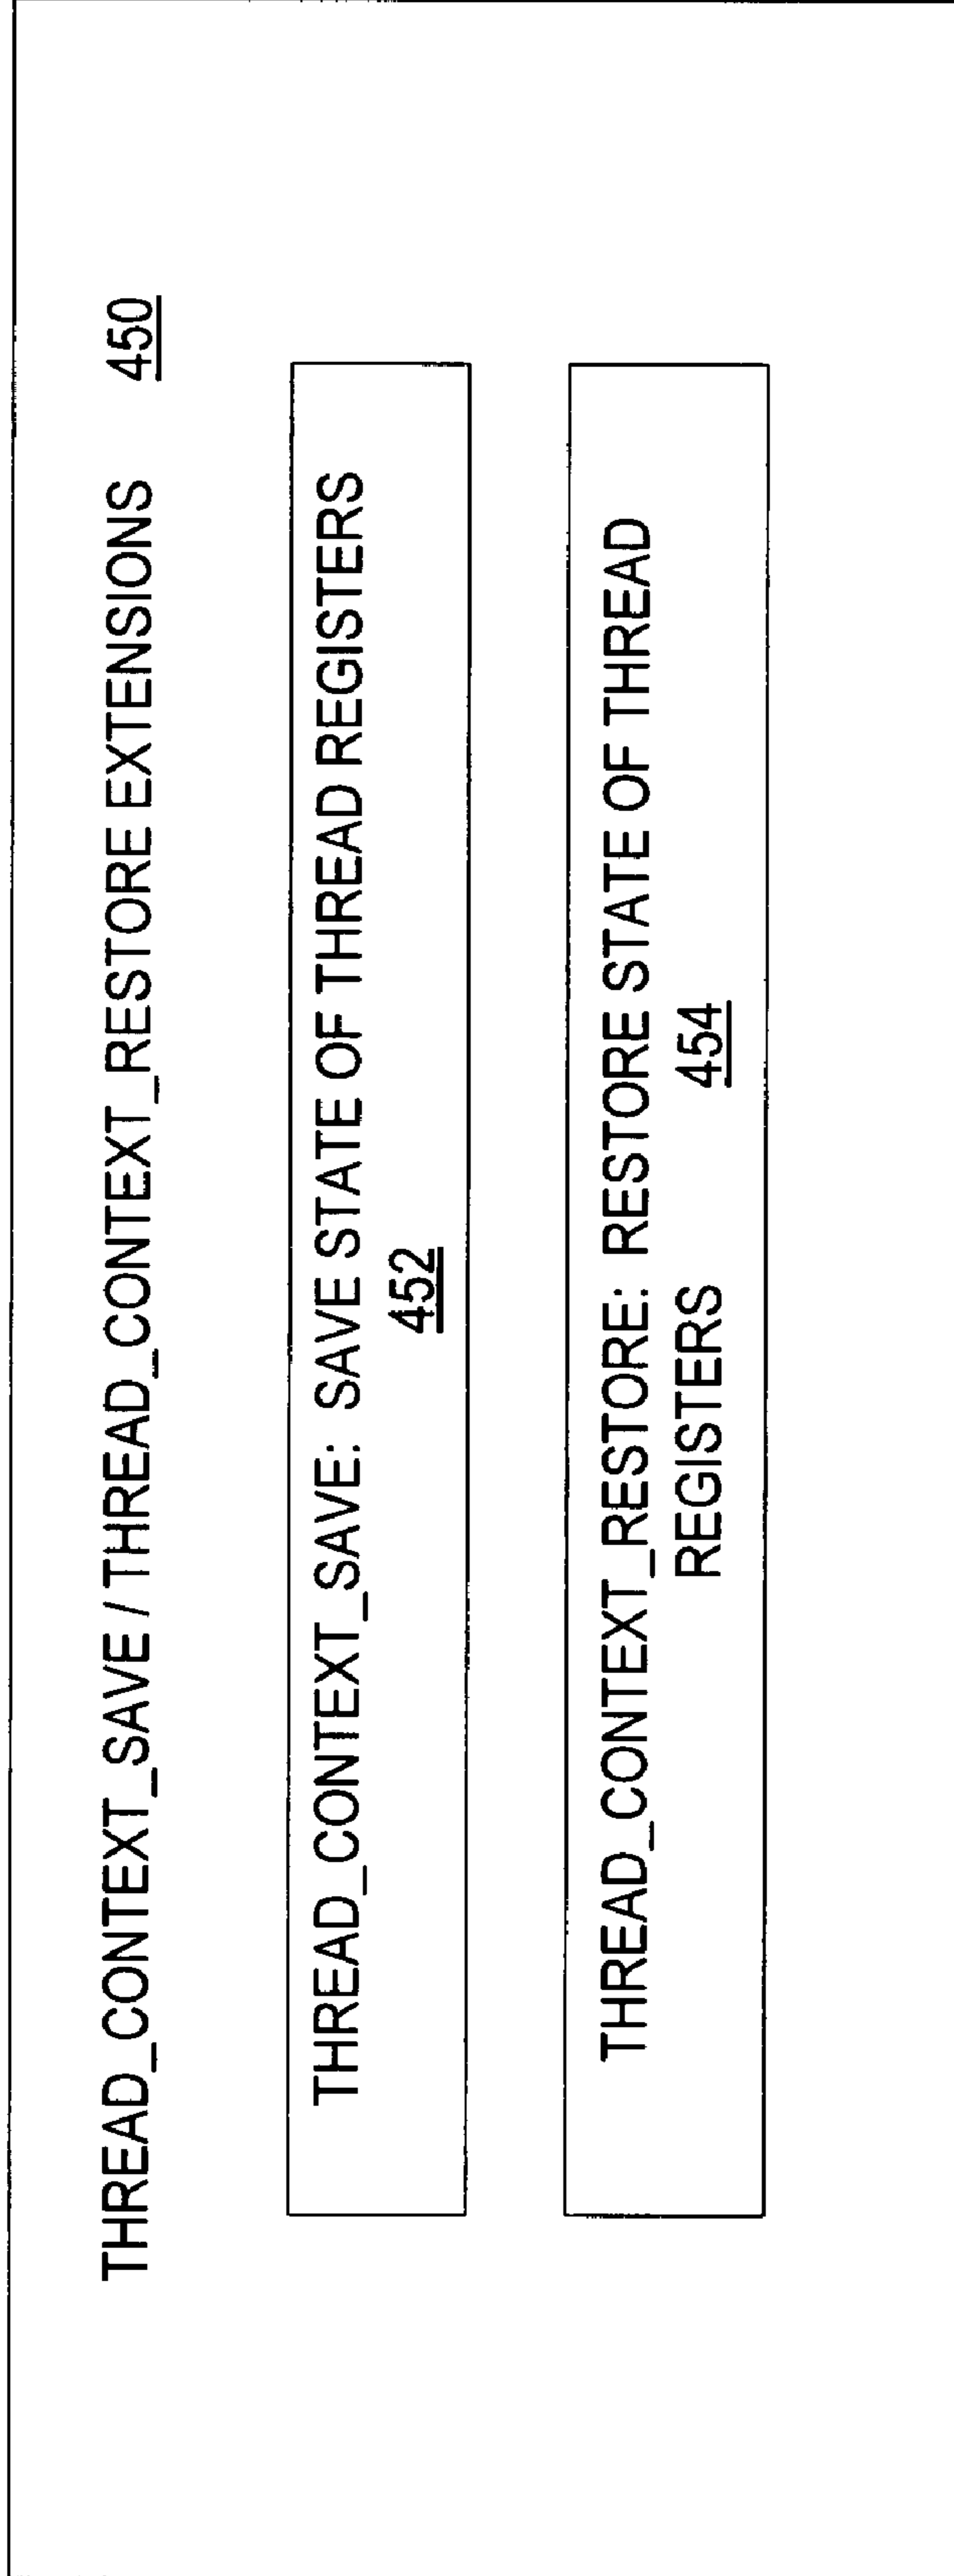 THREAD_CONTEXT_SAVE / THREAD_CONTEXT_RESTORE EXTENSIONS 450
THREAD_CONTEXT_SAVE: SAVE STATE OF THREAD REGISTERS
452
THREAD_CONTEXT_RESTORE: RESTORE STATE OF THREAD
REGISTERS 454